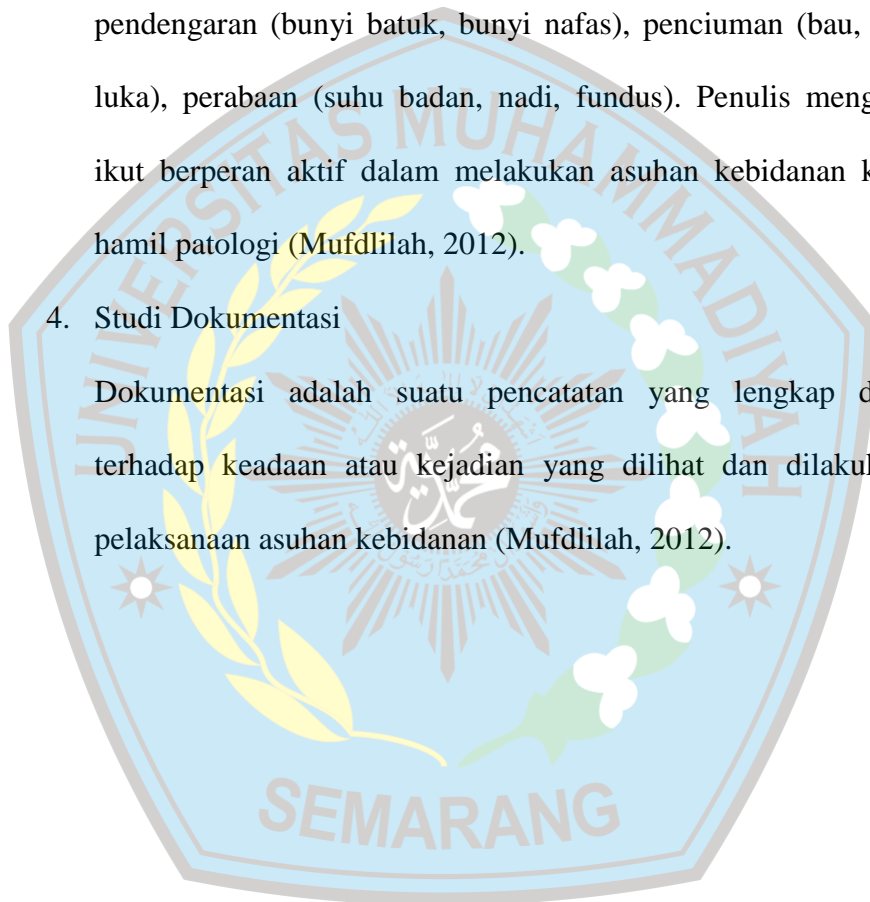 pendengaran (bunyi batuk, bunyi nafas), penciuman (bau,
luka), perabaan (suhu badan, nadi, fundus). Penulis meng
ikut berperan aktif dalam melakukan asuhan kebidanan k
hamil patologi (Mufdlilah, 2012).
4. Studi Dokumentasi
Dokumentasi adalah suatu pencatatan yang lengkap d
terhadap keadaan atau kejadian yang dilihat dan dilakuk
pelaksanaan asuhan kebidanan (Mufdlilah, 2012).
UNIVERSITAS MUHAMMADIYAH
SEMARANG
محمدية